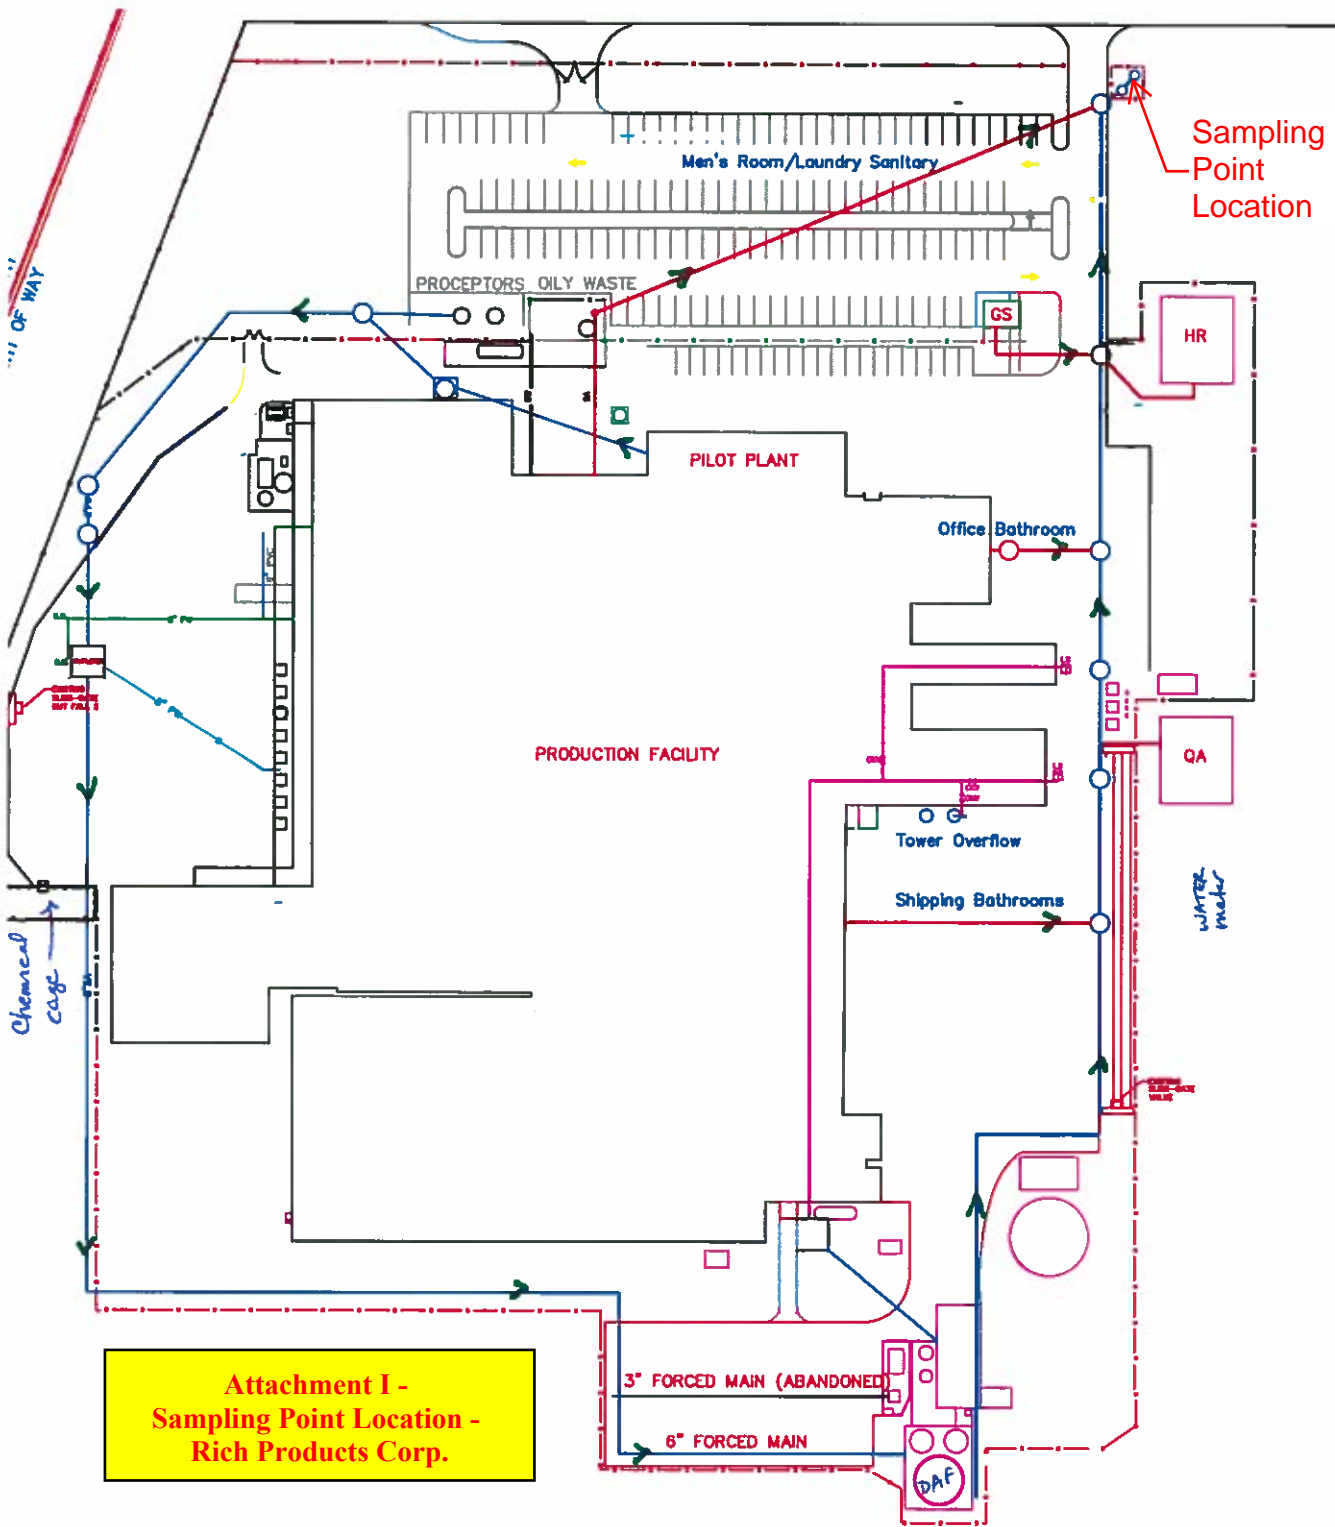 Sampling
Point
Location
Men's Room/Laundry Sanitary
OF WAY
PROCEPTORS OILY WASTE
GS
HR
PILOT PLANT
Office Bathroom
PRODUCTION FACILITY
QA
Tower Overflow
Shipping Bathrooms
WATER
meter
Chemical
cage
3" FORCED MAIN (ABANDONED)
6" FORCED MAIN
DAF
Attachment I -
Sampling Point Location -
Rich Products Corp.